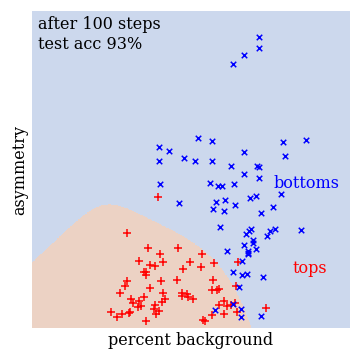 after 100 steps
test acc 93%
asymmetry
bottoms
tops
percent background